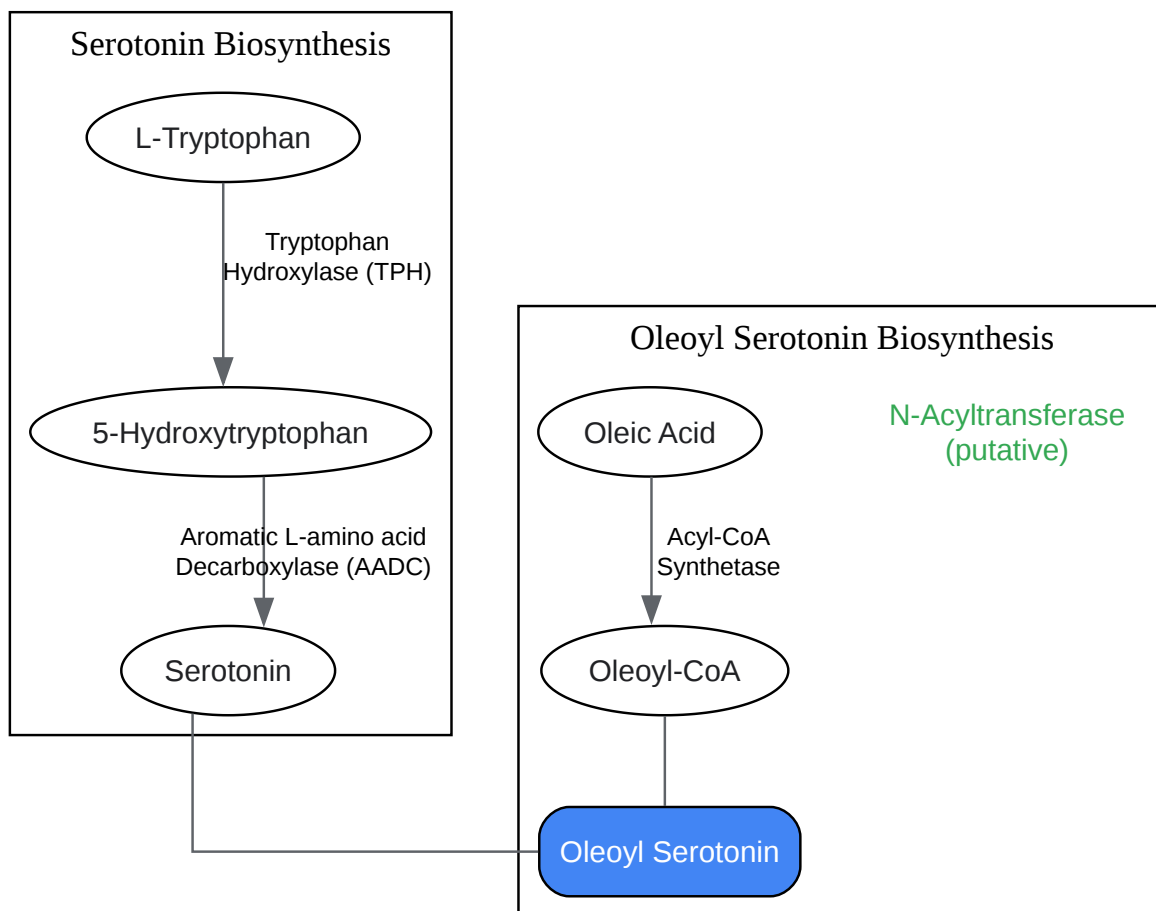 Serotonin Biosynthesis
L-Tryptophan
Tryptophan
Hydroxylase (TPH)
5-Hydroxytryptophan
Aromatic L-amino acid
Decarboxylase (AADC)
Serotonin
Oleoyl Serotonin Biosynthesis
Oleic Acid
N-Acyltransferase
(putative)
Acyl-CoA
Synthetase
Oleoyl-CoA
Oleoyl Serotonin